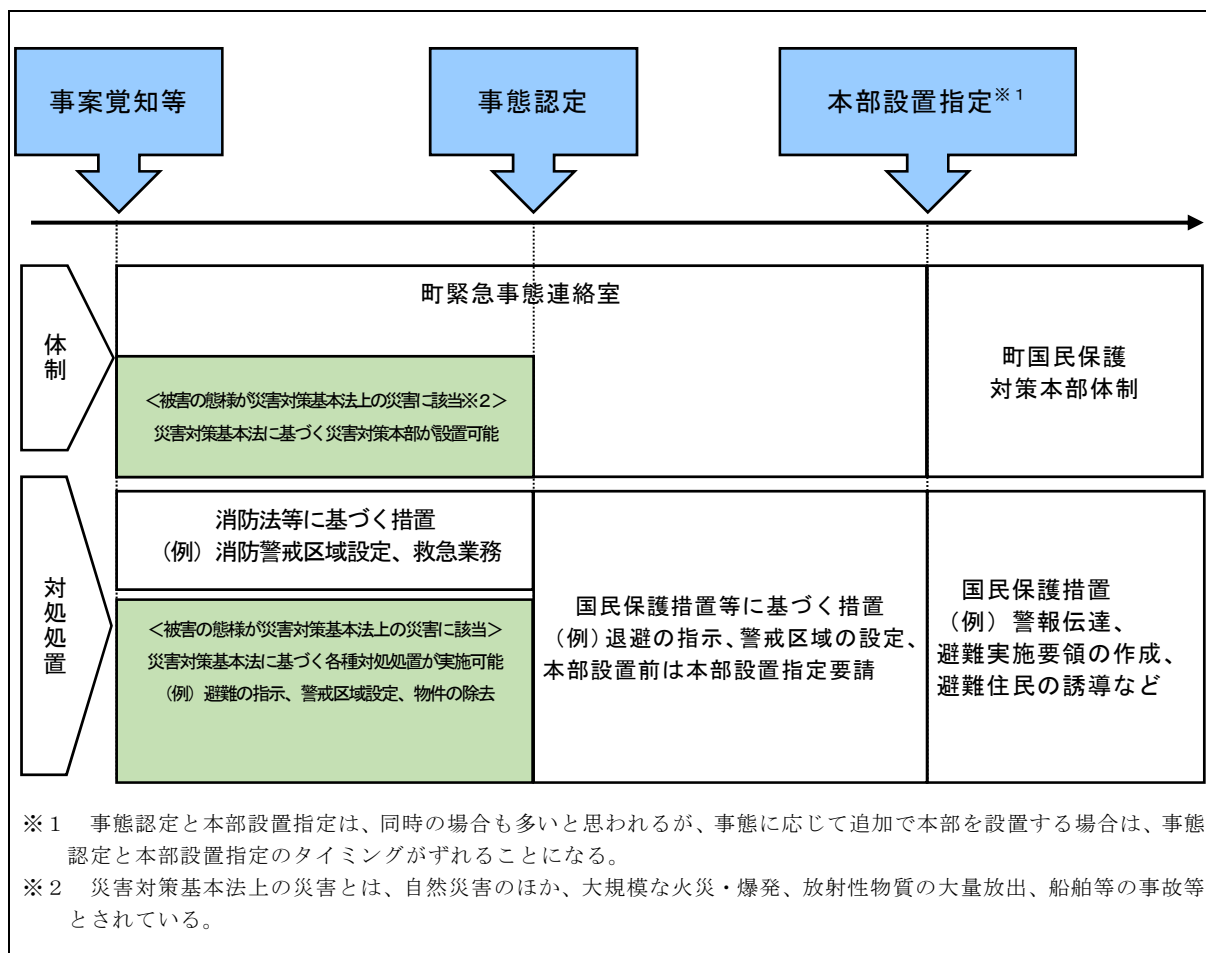 事案覚知等
事態認定
本部設置指定※1
体制
町緊急事態連絡室
<被害の態様が災害対策基本法上の災害に該当※2>
災害対策基本法に基づく災害対策本部が設置可能
町国民保護
対策本部体制
対処処置
消防法等に基づく措置
(例)消防警戒区域設定、救急業務
<被害の態様が災害対策基本法上の災害に該当>
災害対策基本法に基づく各種対処処置が実施可能
(例)避難の指示、警戒区域設定、物件の除去
国民保護措置等に基づく措置
(例)退避の指示、警戒区域の設定、
本部設置前は本部設置指定要請
国民保護措置
(例)警報伝達、
避難実施要領の作成、
避難住民の誘導など
※1 事態認定と本部設置指定は、同時の場合も多いと思われるが、事態に応じて追加で本部を設置する場合は、事態
認定と本部設置指定のタイミングがずれることになる。
※2 災害対策基本法上の災害とは、自然災害のほか、大規模な火災・爆発、放射性物質の大量放出、船舶等の事故等
とされている。